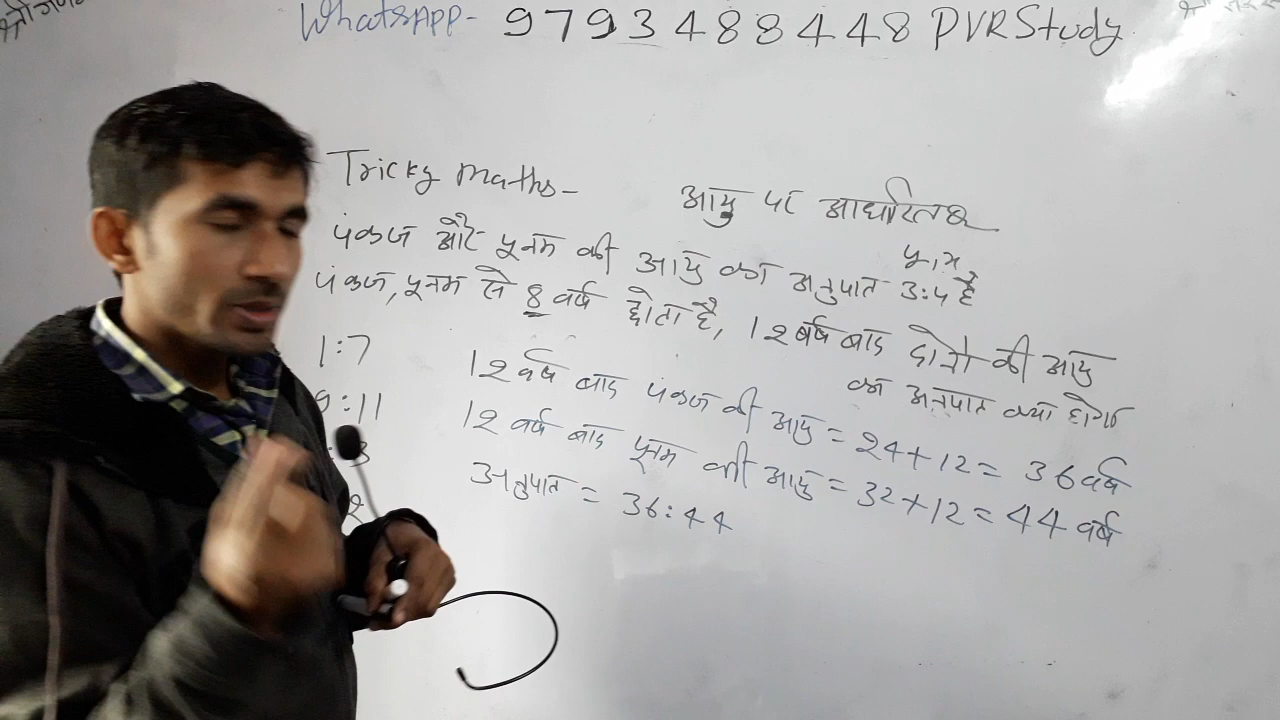 श्री गणे
WhatsApp- 9793488448 PVRStudy
Tricky maths-
आयु पर आधारित प्रश्न
पंकज और पूनम की आयु का अनुपात 3:4 है
पंकज, पूनम से 8 वर्ष छोटा है, 12 वर्ष बाद दोनो की आयु
का अनुपात क्या होगा
1:7
9:11
12 वर्ष बाद पंकज की आयु = 24+12= 36 वर्ष
12 वर्ष बाद पूनम की आयु = 32+12=44 वर्ष
अनुपात = 36:44